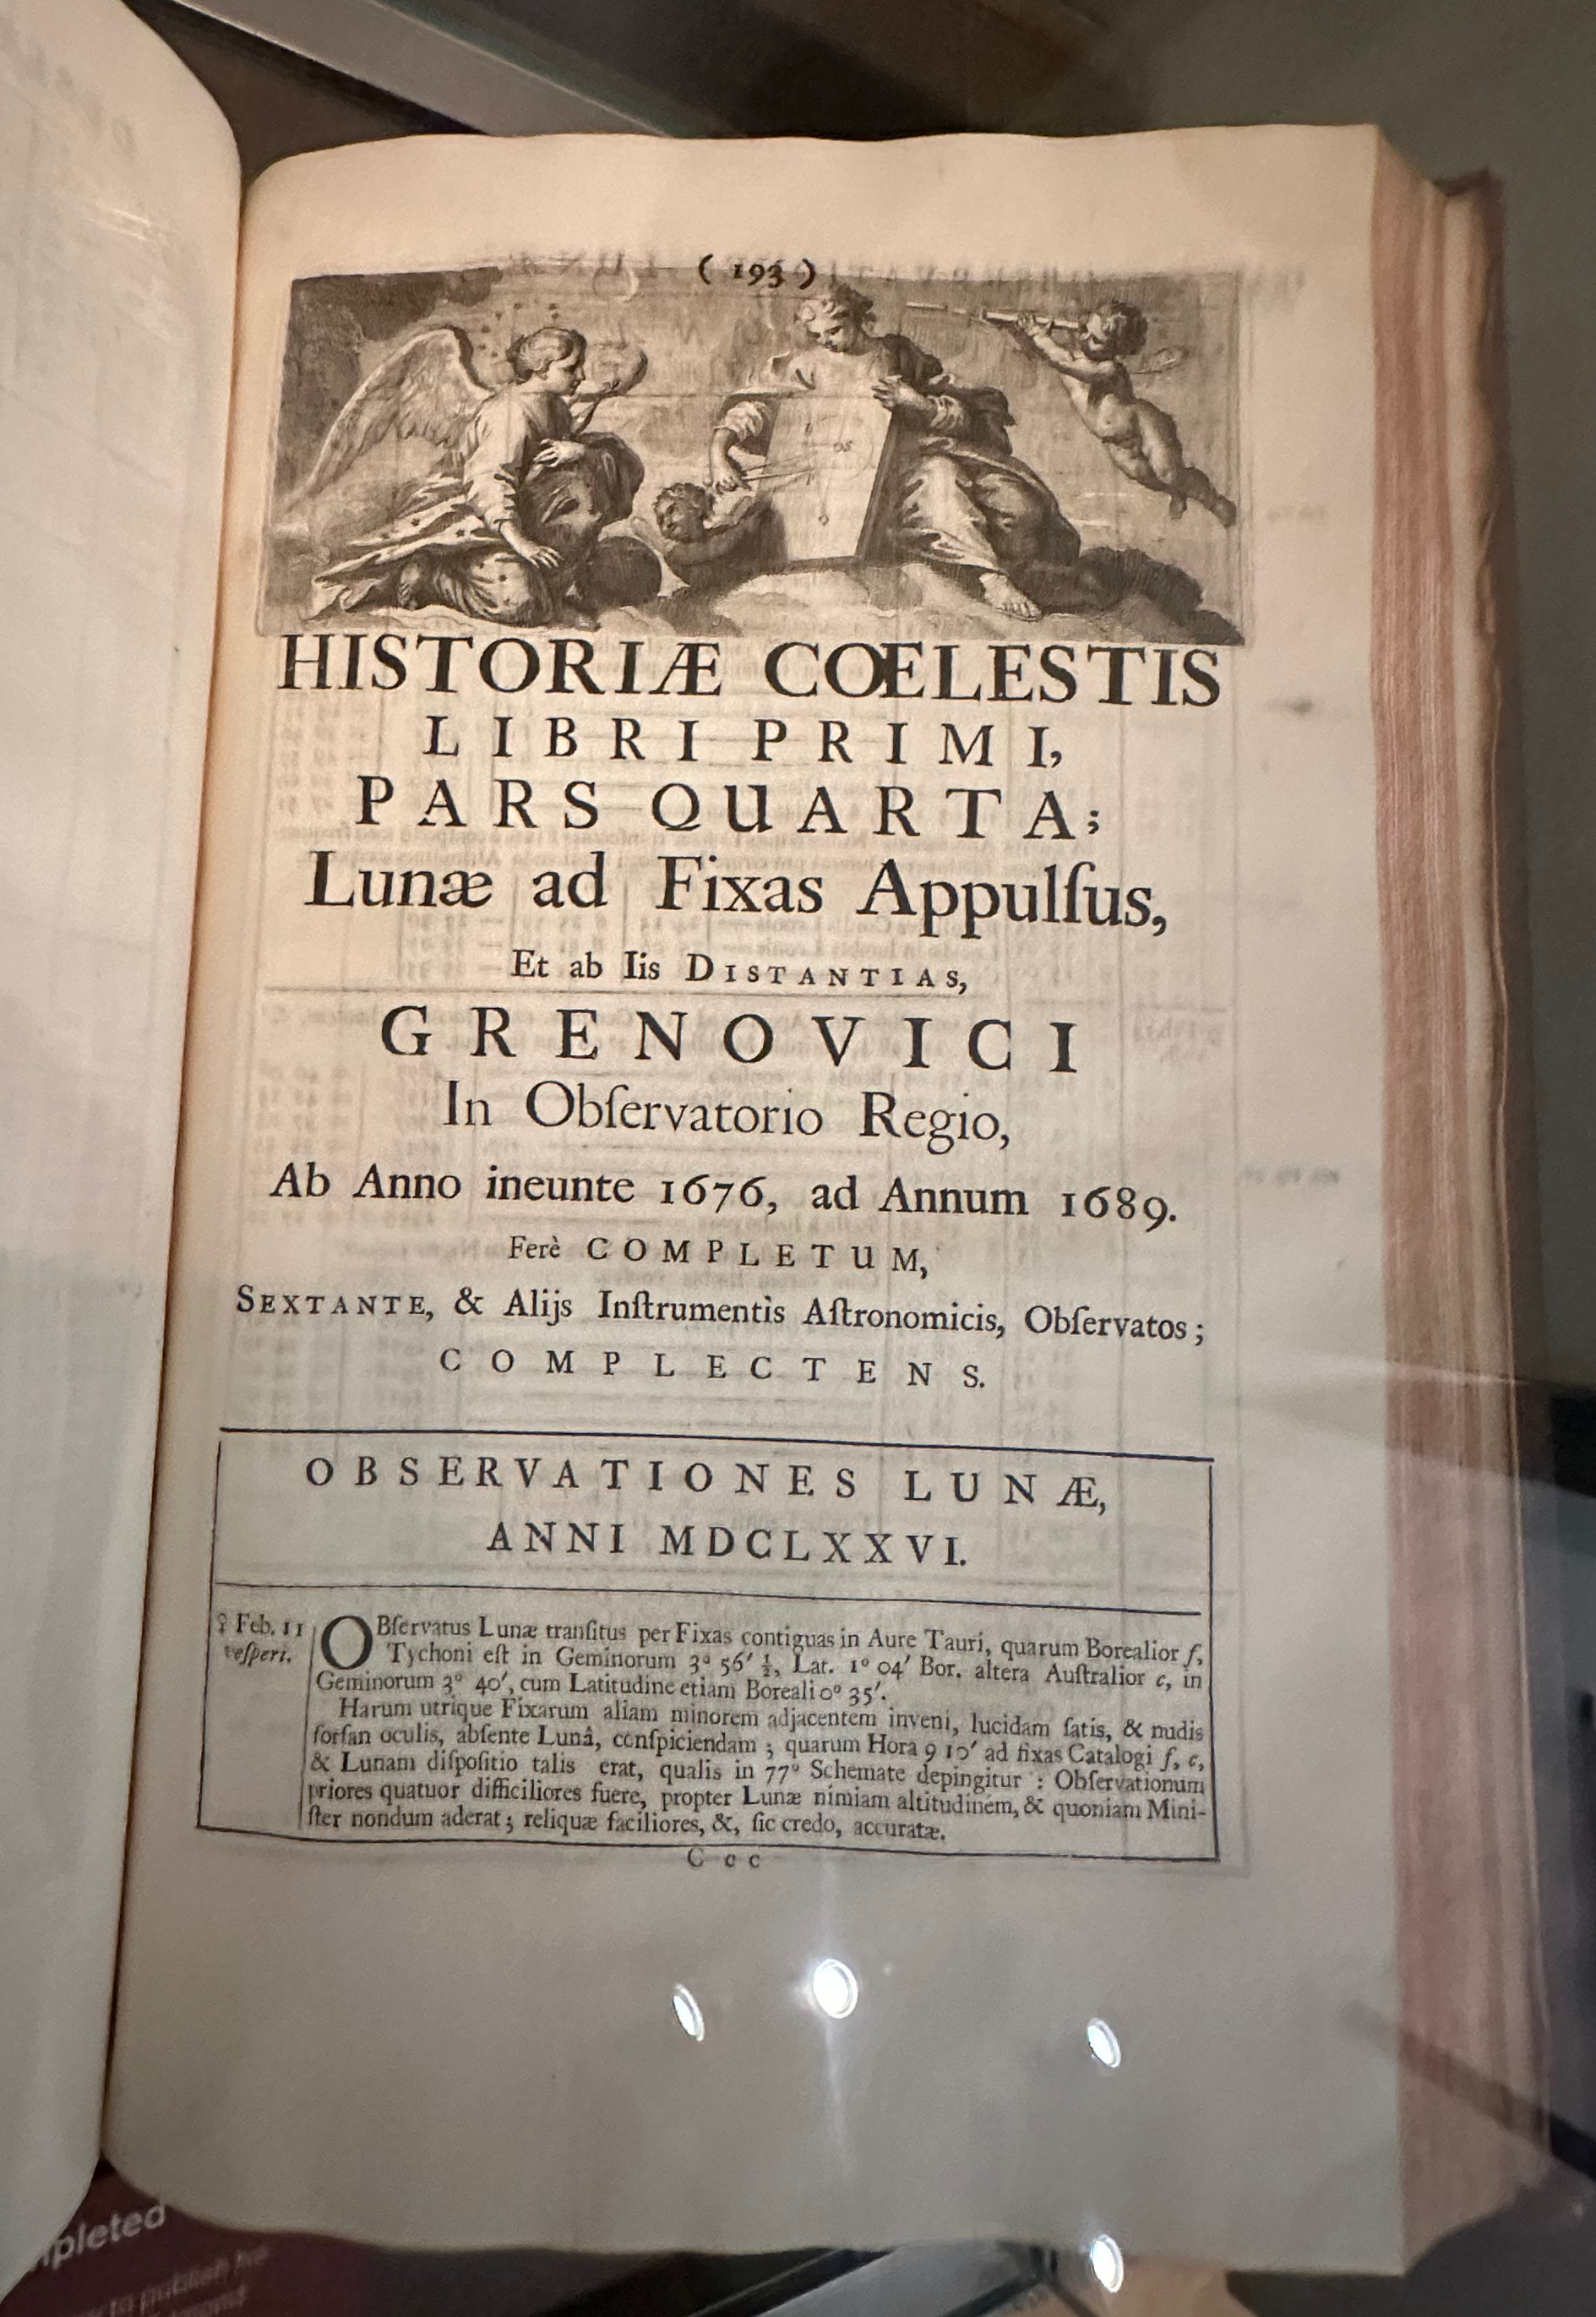 ( 193 )
HISTORIÆ CŒLESTIS
LIBRI PRIMI,
PARS QUARTA;
Lunæ ad Fixas Appulſus,
Et ab Iis DISTANTIAS,
GRENOVICI
In Obſervatorio Regio,
Ab Anno ineunte 1676, ad Annum 1689.
Ferè COMPLETUM,
SEXTANTE, & Alijs Inſtrumentis Aſtronomicis, Obſervatos;
COMPLECTENS.
OBSERVATIONES LUNÆ,
ANNI MDCLXXVI.
♀ Feb. 11
veſperi.
OBſervatus Lunæ tranſitus per Fixas contiguas in Aure Tauri, quarum Borealior f,
Tychoni eſt in Geminorum 3° 56′ ½, Lat. 1° 04′ Bor. altera Auſtralior c, in
Geminorum 3° 40′, cum Latitudine etiam Boreali 0° 35′.
Harum utrique Fixarum aliam minorem adjacentem inveni, lucidam ſatis, & nudis
forſan oculis, abſente Lunâ, conſpiciendam; quarum Hora 9 10′ ad fixas Catalogi f, c,
& Lunam diſpoſitio talis erat, qualis in 77° Schemate depingitur: Obſervationum
priores quatuor difficiliores fuere, propter Lunæ nimiam altitudinem, & quoniam Mini-
ſter nondum aderat; reliquæ faciliores, &, ſic credo, accuratæ.
C c c
pleted
to publish his